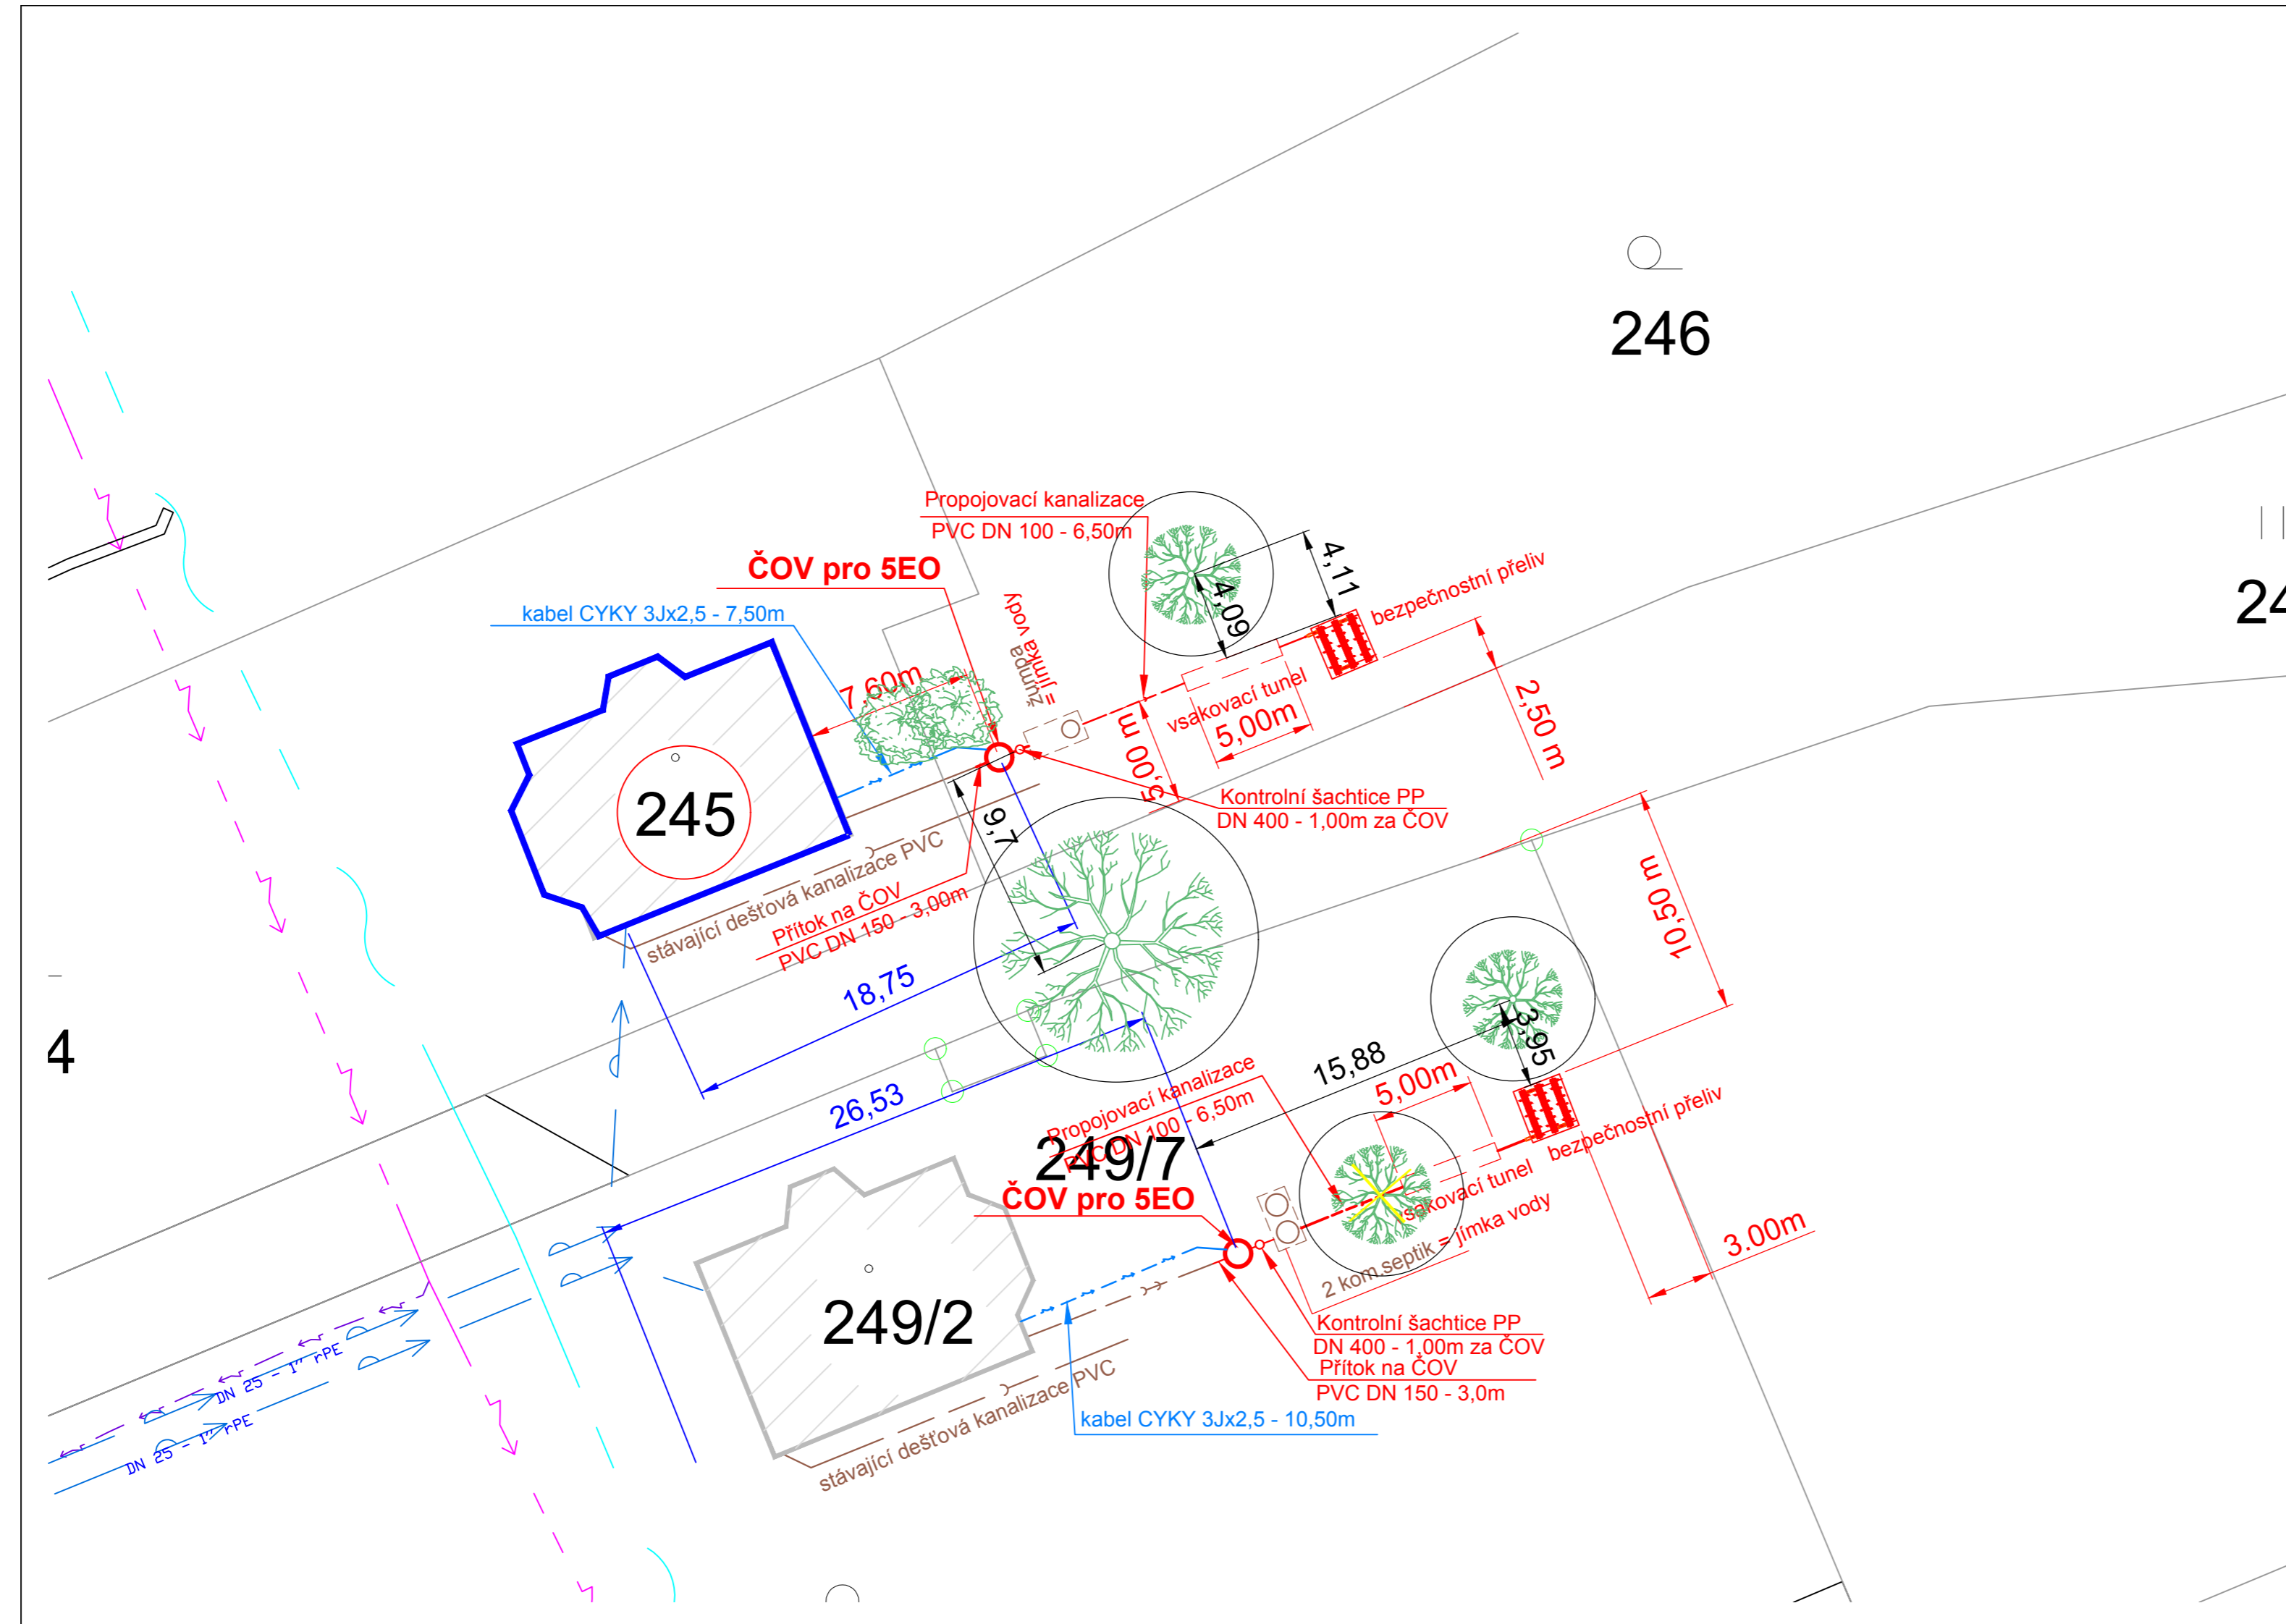 246
24
Propojovací kanalizace
PVC DN 100 - 6,50m
ČOV pro 5EO
kabel CYKY 3Jx2,5 - 7,50m
žumpa
= jímka vody
4,11
4,09
bezpečnostní přeliv
7,60m
vsakovací tunel
5,00m
5,00 m
2,50 m
245
9,7
Kontrolní šachtice PP
DN 400 - 1,00m za ČOV
stávající dešťová kanalizace PVC
Přítok na ČOV
PVC DN 150 - 3,00m
18,75
10,50 m
4
26,53
15,88
3,95
5,00m
Propojovací kanalizace
PVC DN 100 - 6,50m
249/7
ČOV pro 5EO
bezpečnostní přeliv
sakovací tunel
2 kom.septik = jímka vody
3.00m
249/2
Kontrolní šachtice PP
DN 400 - 1,00m za ČOV
Přítok na ČOV
PVC DN 150 - 3,0m
kabel CYKY 3Jx2,5 - 10,50m
stávající dešťová kanalizace PVC
DN 25 - 1" rPE
DN 25 - 1" rPE